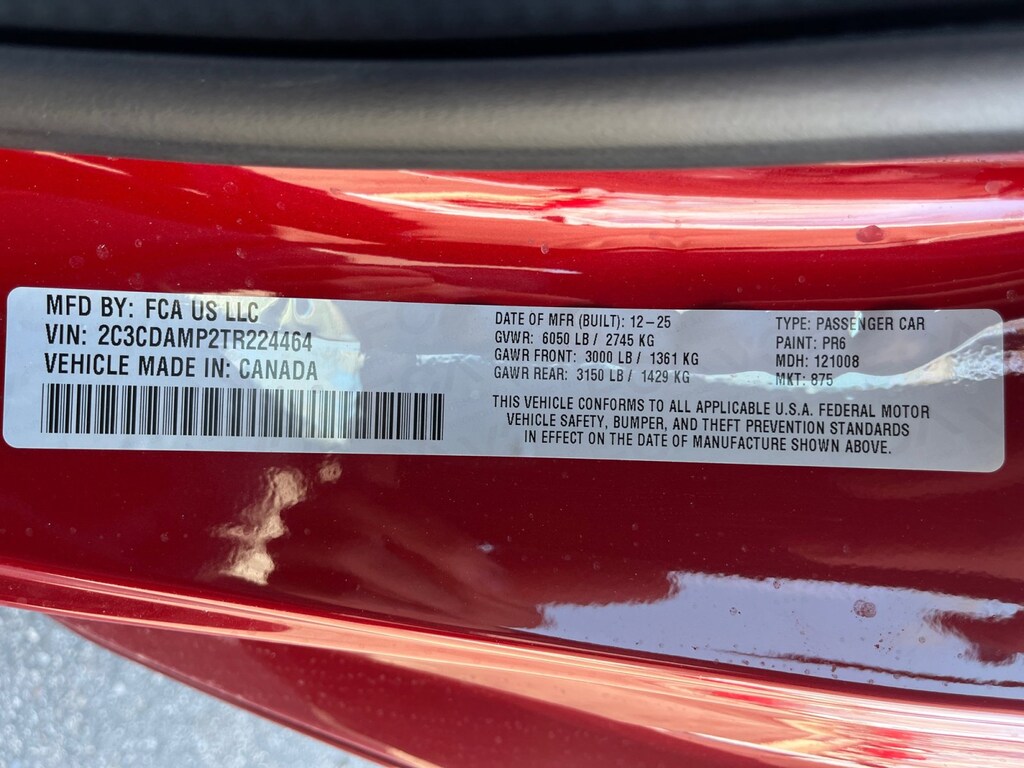 MFD BY: FCA US LLC
VIN: 2C3CDAMP2TR224464
VEHICLE MADE IN: CANADA
DATE OF MFR (BUILT): 12-25
GVWR: 6050 LB / 2745 KG
GAWR FRONT: 3000 LB / 1361 KG
GAWR REAR: 3150 LB / 1429 KG
TYPE: PASSENGER CAR
PAINT: PR6
MDH: 121008
MKT: 875
THIS VEHICLE CONFORMS TO ALL APPLICABLE U.S.A. FEDERAL MOTOR
VEHICLE SAFETY, BUMPER, AND THEFT PREVENTION STANDARDS
IN EFFECT ON THE DATE OF MANUFACTURE SHOWN ABOVE.